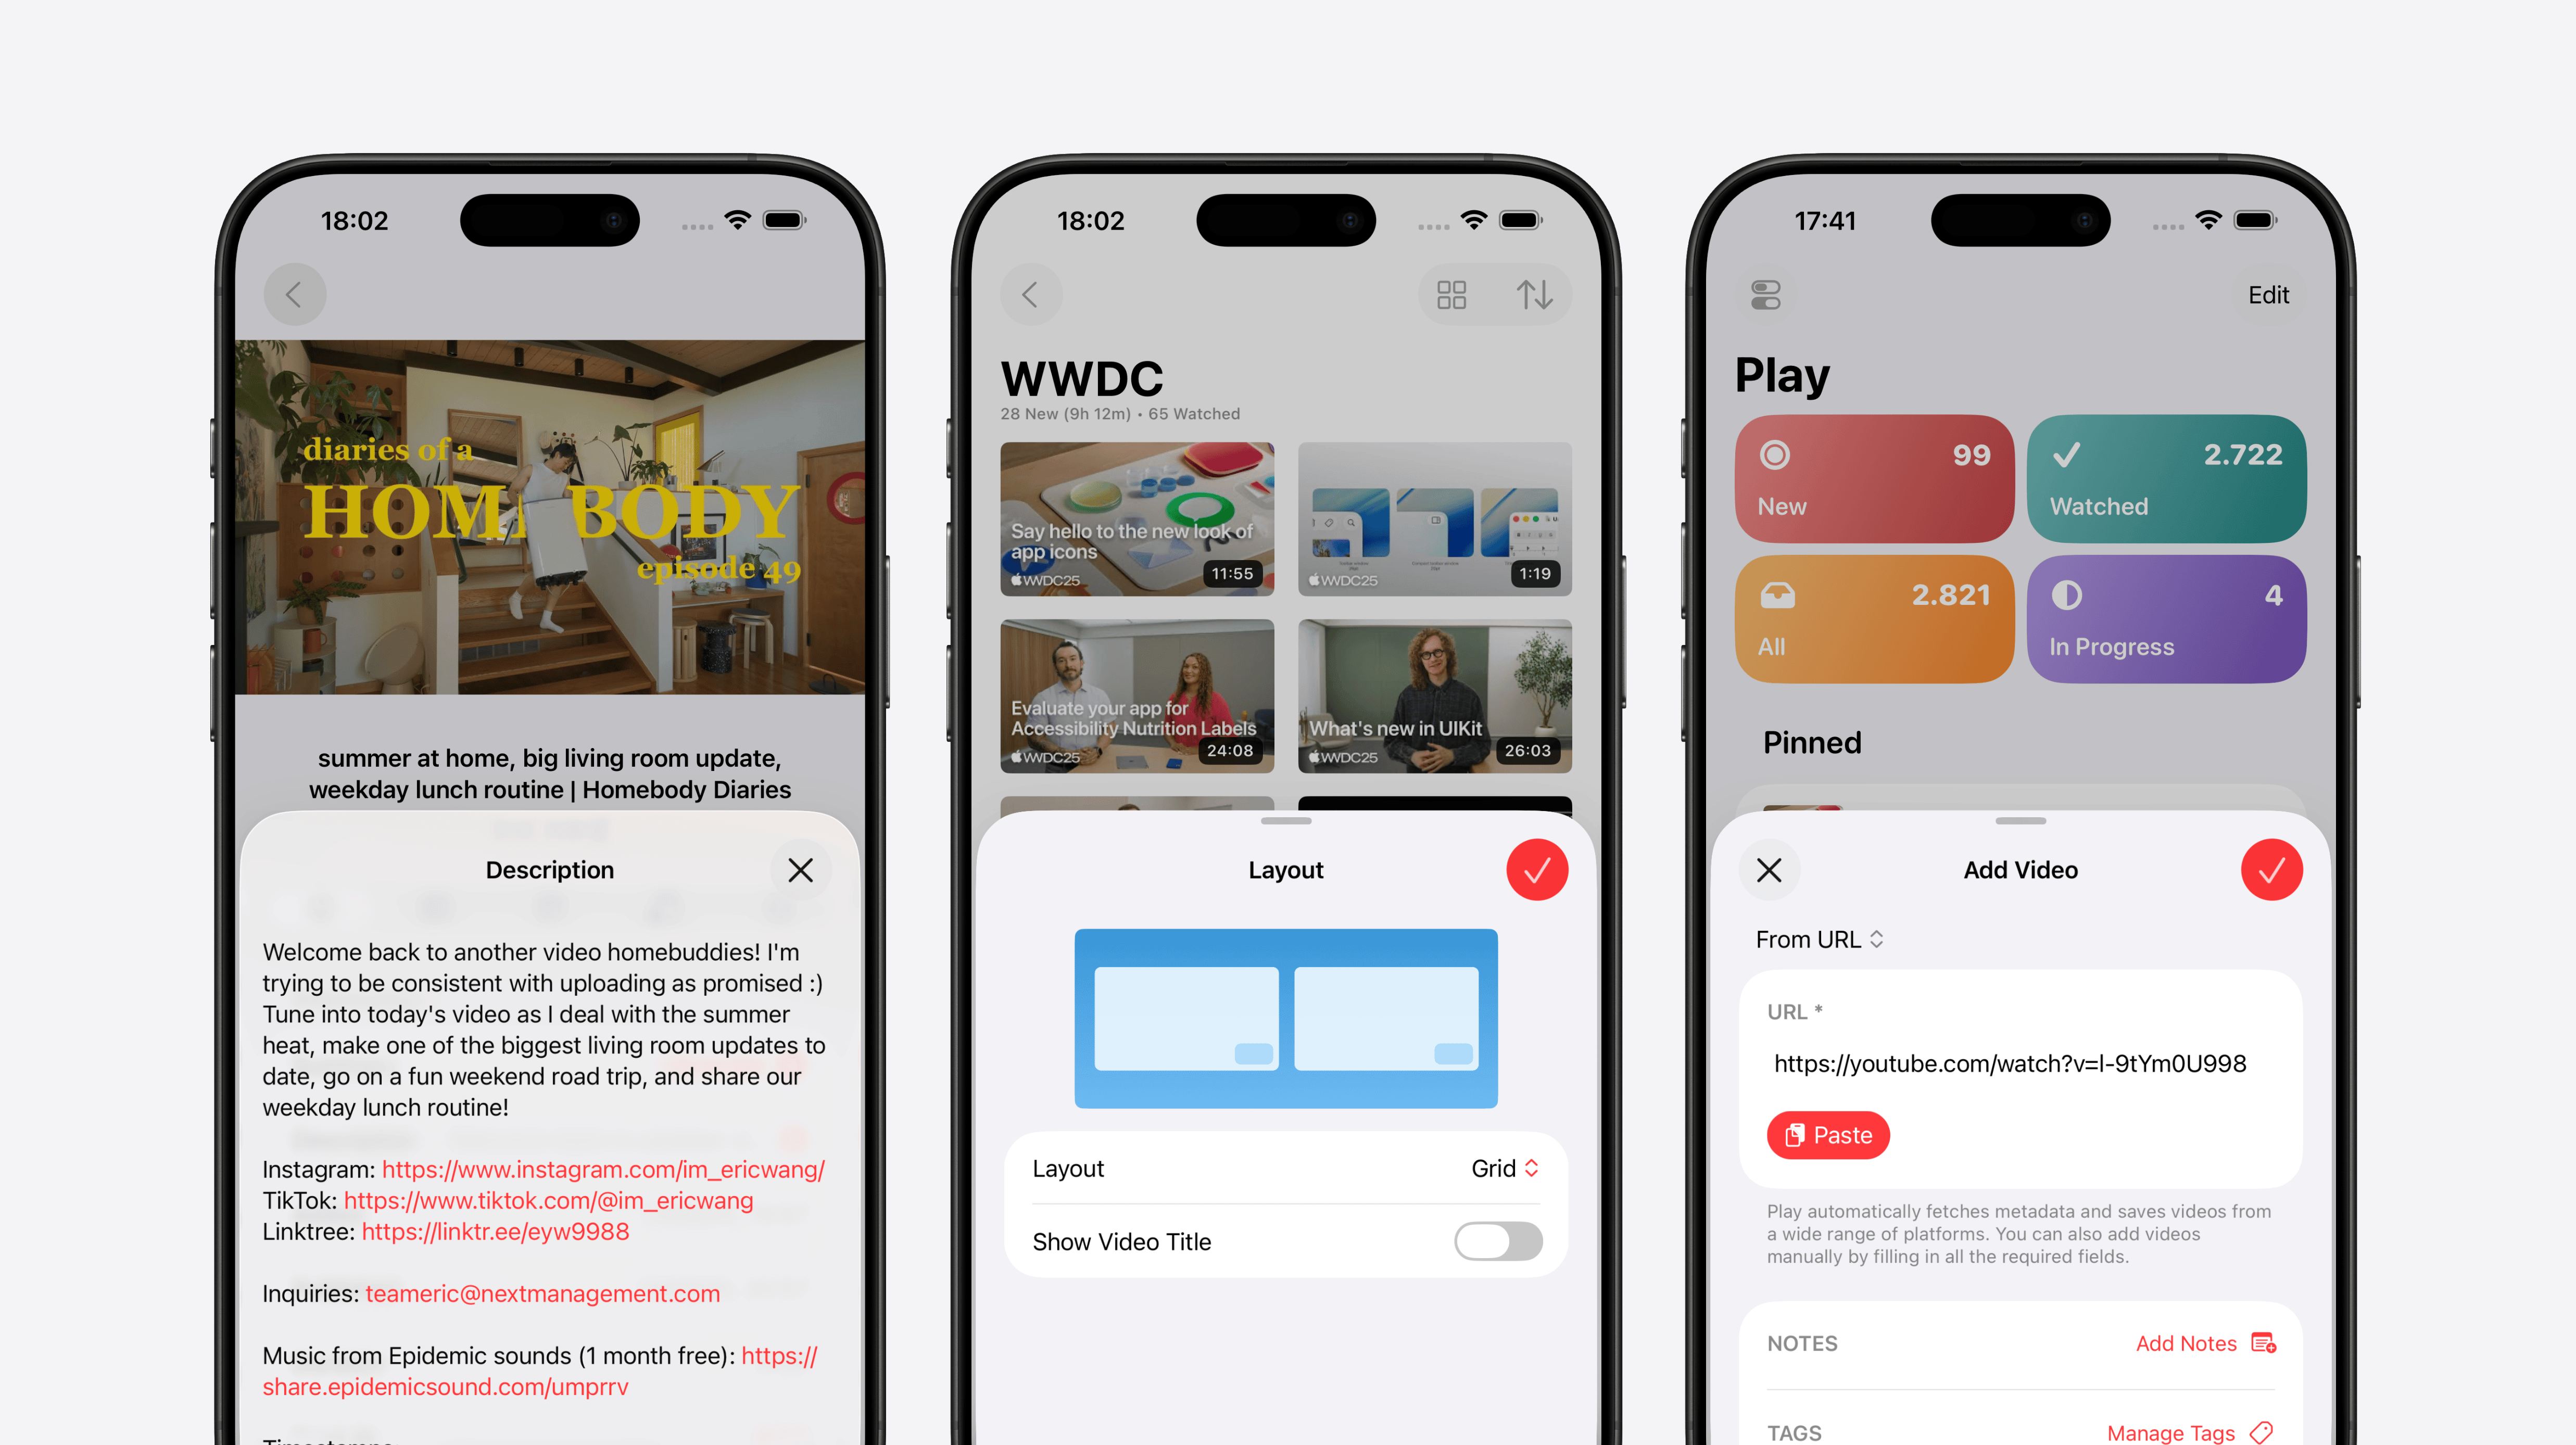 18:02
diaries of a
HOMEBODY
episode 49
summer at home, big living room update,
weekday lunch routine | Homebody Diaries
Description
Welcome back to another video homebuddies! I'm
trying to be consistent with uploading as promised :)
Tune into today's video as I deal with the summer
heat, make one of the biggest living room updates to
date, go on a fun weekend road trip, and share our
weekday lunch routine!
Instagram: https://www.instagram.com/im_ericwang/
TikTok: https://www.tiktok.com/@im_ericwang
Linktree: https://linktr.ee/eyw9988
Inquiries: teameric@nextmanagement.com
Music from Epidemic sounds (1 month free): https://
share.epidemicsound.com/umprrv
18:02
WWDC
28 New (9h 12m) • 65 Watched
Say hello to the new look of
app icons
WWDC25
11:55
WWDC25
1:19
Evaluate your app for
Accessibility Nutrition Labels
WWDC25
24:08
What's new in UIKit
WWDC25
26:03
Layout
Layout
Grid
Show Video Title
17:41
Edit
Play
99
New
2.722
Watched
2.821
All
4
In Progress
Pinned
Add Video
From URL
URL *
https://youtube.com/watch?v=l-9tYm0U998
Paste
Play automatically fetches metadata and saves videos from
a wide range of platforms. You can also add videos
manually by filling in all the required fields.
NOTES
Add Notes
TAGS
Manage Tags